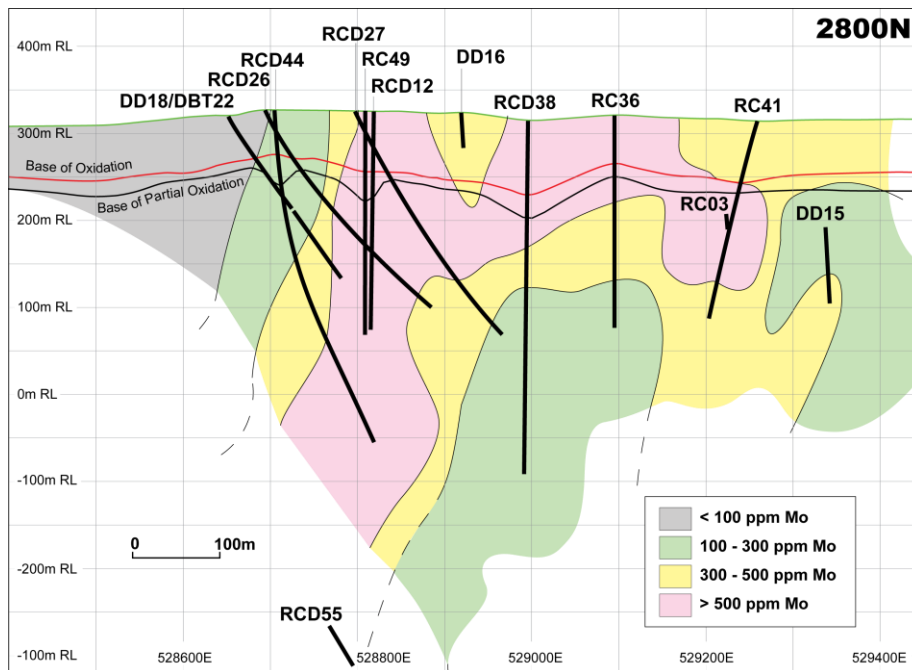 2800N
RCD27
RCD44
RC49
DD16
RCD26
RCD12
DD18/DBT22
RCD38
RC36
RC41
400m RL
300m RL
Base of Oxidation
Base of Partial Oxidation
200m RL
RC03
DD15
100m RL
0m RL
-100m RL
0
100m
-200m RL
RCD55
-100m RL
528600E
528800E
529000E
529200E
529400E
< 100 ppm Mo
100 - 300 ppm Mo
300 - 500 ppm Mo
> 500 ppm Mo